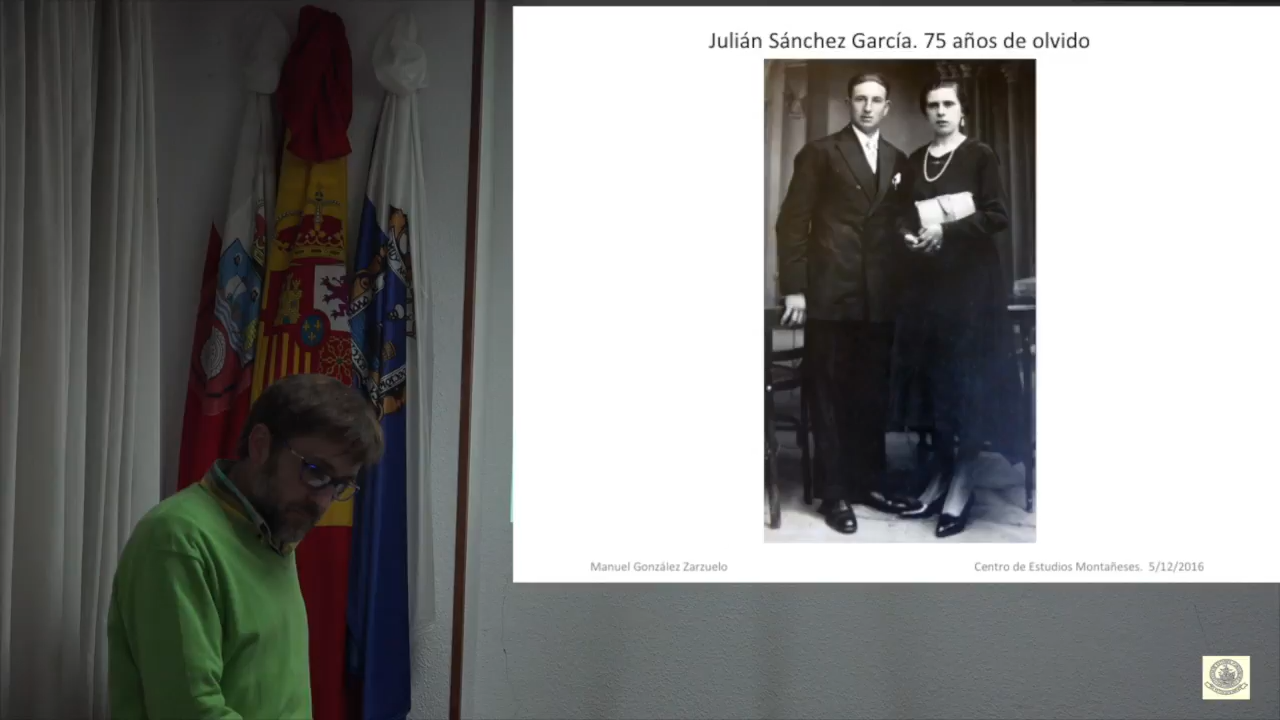 Julián Sánchez García. 75 años de olvido
Manuel González Zarzuelo
Centro de Estudios Montañeses. 5/12/2016